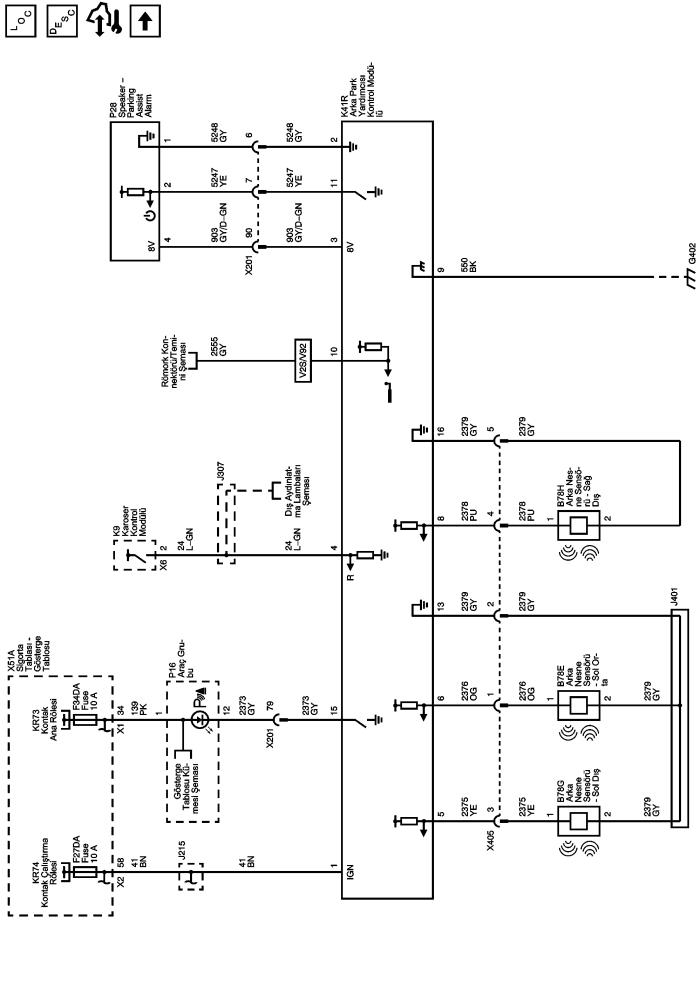 LOC
DESC
X51A
Sigorta
Tablası -
Gösterge
Tablosu
KR74
Kontak Çalıştırma
Rölesi
F27DA
Fuse
10 A
KR73
Kontak
Ana Rölesi
F34DA
Fuse
10 A
58
X2
41
BN
J215
41
BN
1
IGN
34
X1
139
PK
1
P16
Araç Gru-
bu
Gösterge
Tablosu Kü-
mesi Şeması
12
2373
GY
79
X201
2373
GY
15
K9
Karoser
Kontrol
Modülü
2
X6
24
L-GN
J307
Dış Aydınlat-
ma Lambaları
Şeması
24
L-GN
4
R
Römork Kon-
nektörü/Temi-
ni Şeması
2555
GY
V2S/V92
10
P28
Speaker –
Parking
Assist
Alarm
8V
4
2
1
903
GY/D-GN
5247
YE
5248
GY
X201
90
7
6
903
GY/D-GN
5247
YE
5248
GY
3
11
2
8V
K41R
Arka Park
Yardımcısı
Kontrol Modü-
lü
5
2375
YE
X405
3
2375
YE
1
B78G
Arka
Nesne
Sensörü
- Sol Dış
2
2379
GY
6
2376
OG
1
2376
OG
1
B78E
Arka
Nesne
Sensörü
- Sol Or-
ta
2
2379
GY
13
2379
GY
2
2379
GY
J401
8
2378
PU
4
2378
PU
1
B78H
Arka Nes-
ne Sensö-
rü - Sağ
Dış
2
16
2379
GY
5
2379
GY
9
550
BK
G402